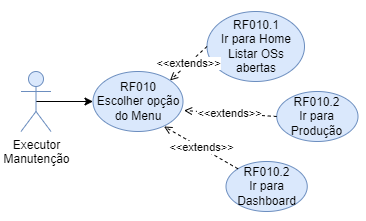 RF010.1
Ir para Home
Listar OSs
abertas
<<extends>>
RF010
Escolher opção
do Menu
<<extends>>
RF010.2
Ir para
Produção
Executor
Manutenção
<<extends>>
RF010.2
Ir para
Dashboard